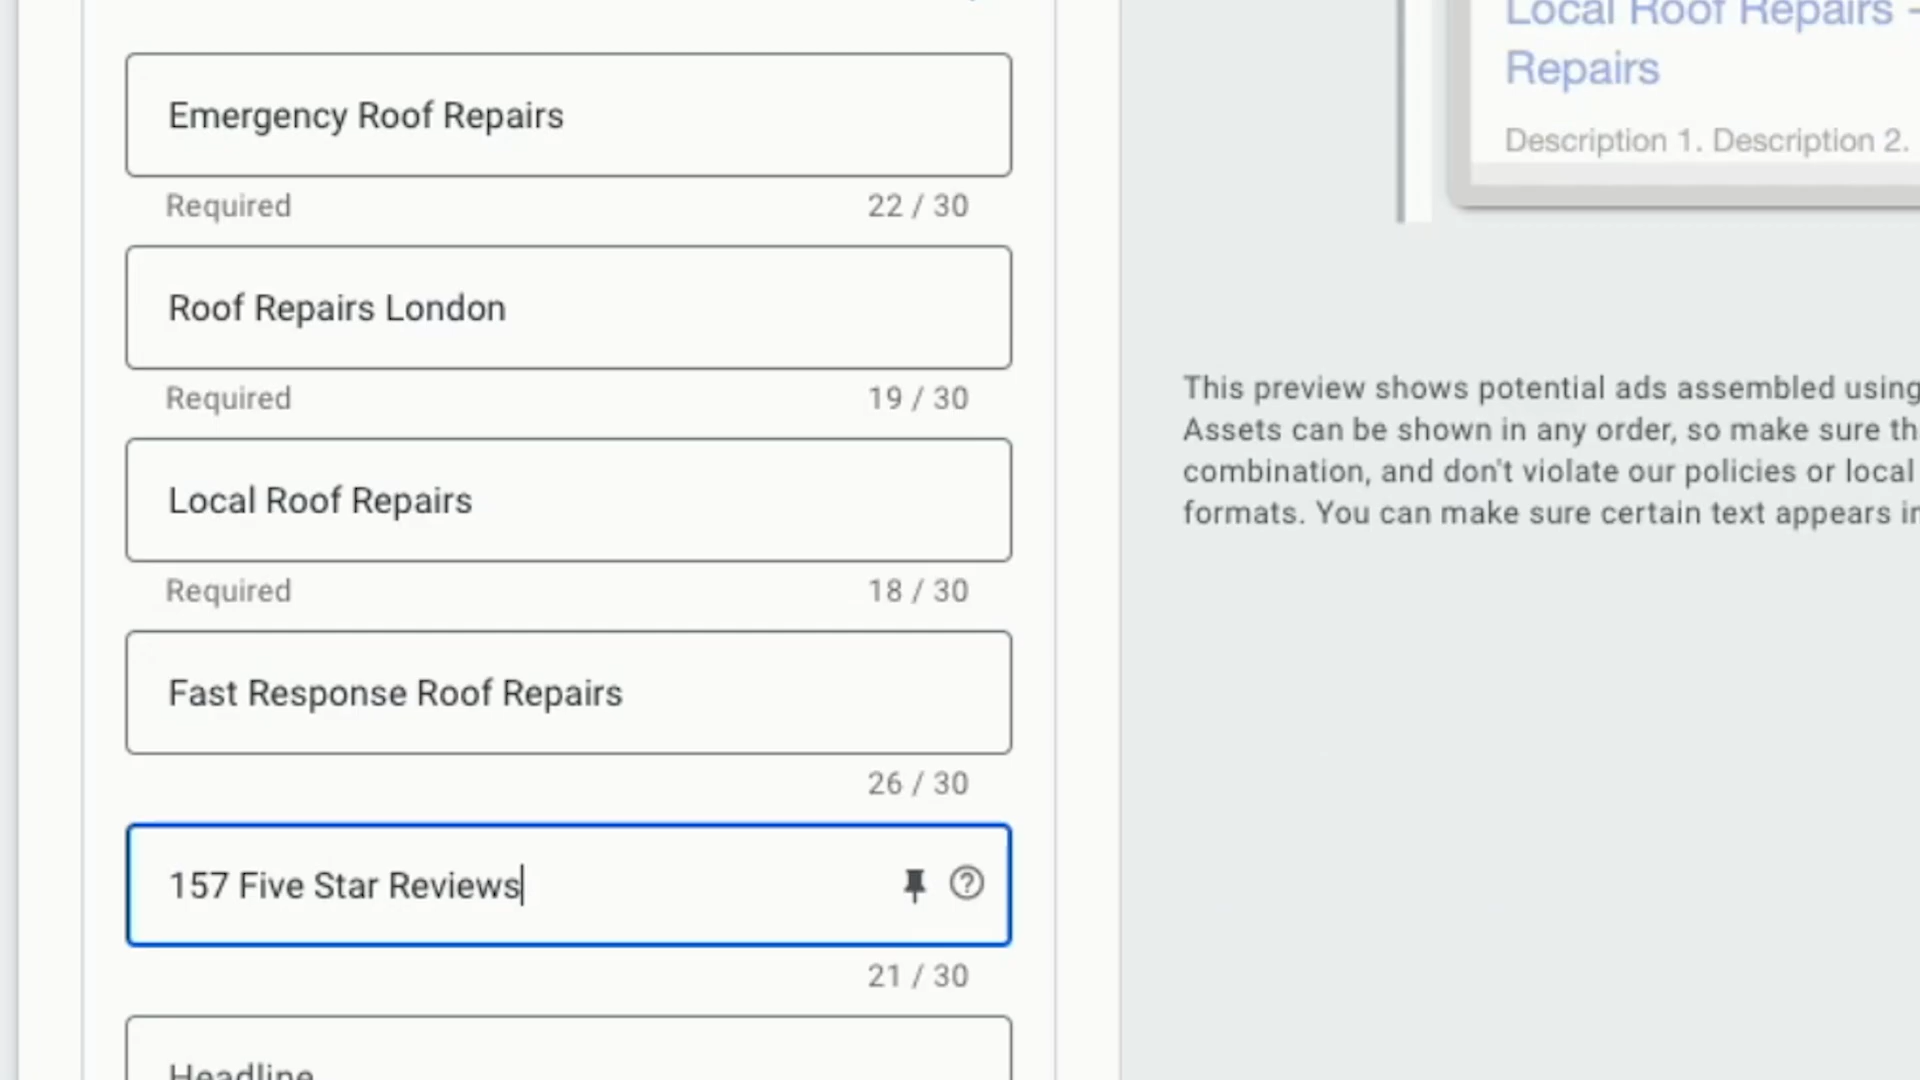 Emergency Roof Repairs
Required 22 / 30
Roof Repairs London
Required 19 / 30
Local Roof Repairs
Required 18 / 30
Fast Response Roof Repairs
26 / 30
157 Five Star Reviews
21 / 30
Headline
Local Roof Repairs -
Repairs
Description 1. Description 2.
This preview shows potential ads assembled using
Assets can be shown in any order, so make sure th
combination, and don't violate our policies or local
formats. You can make sure certain text appears in